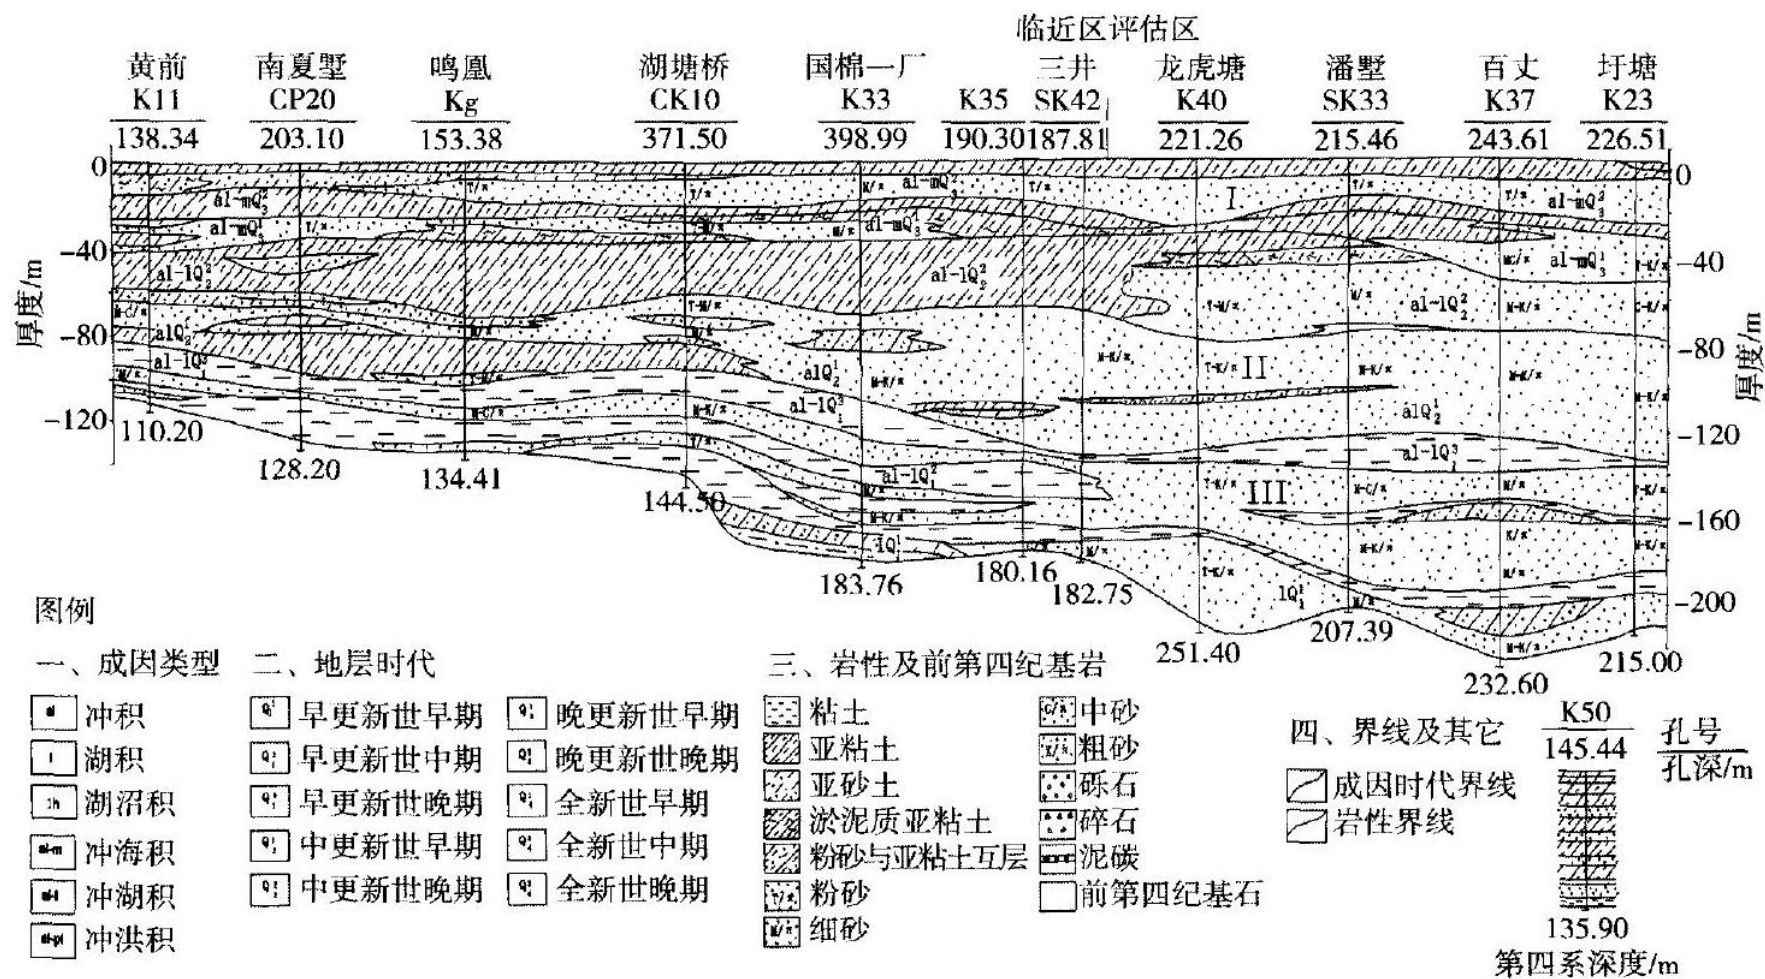 临近区评估区
黄前 南夏墅 鸣凰 湖塘桥 国棉一厂 三井 龙虎塘 潘墅 百丈 圩塘
K11 CP20 Kg CK10 K33 K35 SK42 K40 SK33 K37 K23
138.34 203.10 153.38 371.50 398.99 190.30 187.81 221.26 215.46 243.61 226.51
0 0
-40 -40
-80 -80
-120 -120
-160
-200
厚度/m
厚度/m
I
II
III
110.20
128.20
134.41
144.50
183.76
180.16
182.75
251.40
207.39
232.60
215.00
图例
一、成因类型
al 冲积
l 湖积
lh 湖沼积
al-m 冲海积
al-l 冲湖积
al-pl 冲洪积
二、地层时代
早更新世早期
早更新世中期
早更新世晚期
中更新世早期
中更新世晚期
晚更新世早期
晚更新世晚期
全新世早期
全新世中期
全新世晚期
三、岩性及前第四纪基岩
粘土
亚粘土
亚砂土
淤泥质亚粘土
粉砂与亚粘土互层
粉砂
细砂
中砂
粗砂
砾石
碎石
泥碳
前第四纪基石
四、界线及其它
成因时代界线
岩性界线
K50 孔号
145.44 孔深/m
135.90
第四系深度/m